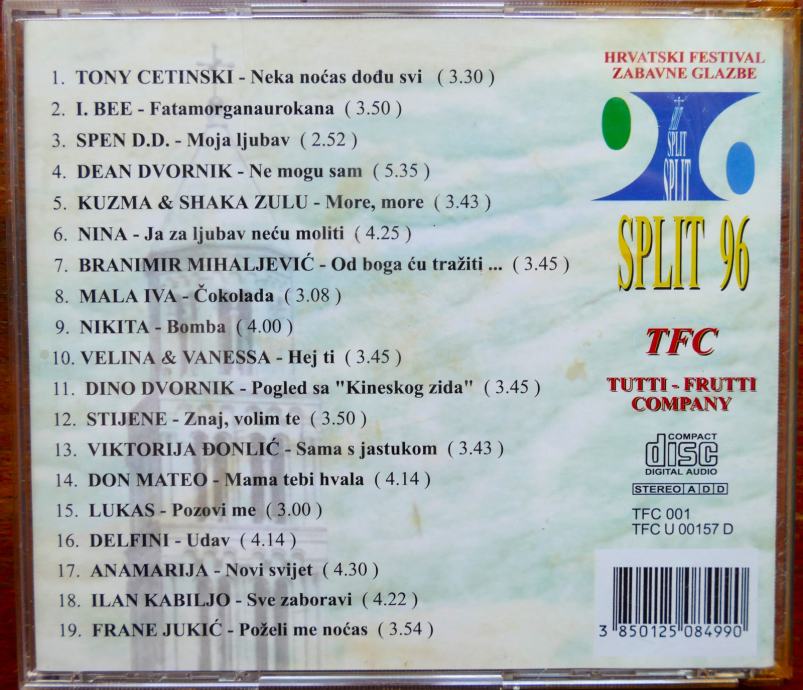 1. TONY CETINSKI - Neka noćas dođu svi ( 3.30 )
2. I. BEE - Fatamorganaurokana ( 3.50 )
3. SPEN D.D. - Moja ljubav ( 2.52 )
4. DEAN DVORNIK - Ne mogu sam ( 5.35 )
5. KUZMA & SHAKA ZULU - More, more ( 3.43 )
6. NINA - Ja za ljubav neću moliti ( 4.25 )
7. BRANIMIR MIHALJEVIĆ - Od boga ću tražiti ... ( 3.45 )
8. MALA IVA - Čokolada ( 3.08 )
9. NIKITA - Bomba ( 4.00 )
10. VELINA & VANESSA - Hej ti ( 3.45 )
11. DINO DVORNIK - Pogled sa "Kineskog zida" ( 3.45 )
12. STIJENE - Znaj, volim te ( 3.50 )
13. VIKTORIJA ĐONLIĆ - Sama s jastukom ( 3.43 )
14. DON MATEO - Mama tebi hvala ( 4.14 )
15. LUKAS - Pozovi me ( 3.00 )
16. DELFINI - Udav ( 4.14 )
17. ANAMARIJA - Novi svijet ( 4.30 )
18. ILAN KABILJO - Sve zaboravi ( 4.22 )
19. FRANE JUKIĆ - Poželi me noćas ( 3.54 )
HRVATSKI FESTIVAL
ZABAVNE GLAZBE
SPLIT
SPLIT
SPLIT 96
TFC
TUTTI - FRUTTI
COMPANY
COMPACT
disc
DIGITAL AUDIO
STEREO A D D
TFC 001
TFC U 00157 D
3 850125 084990